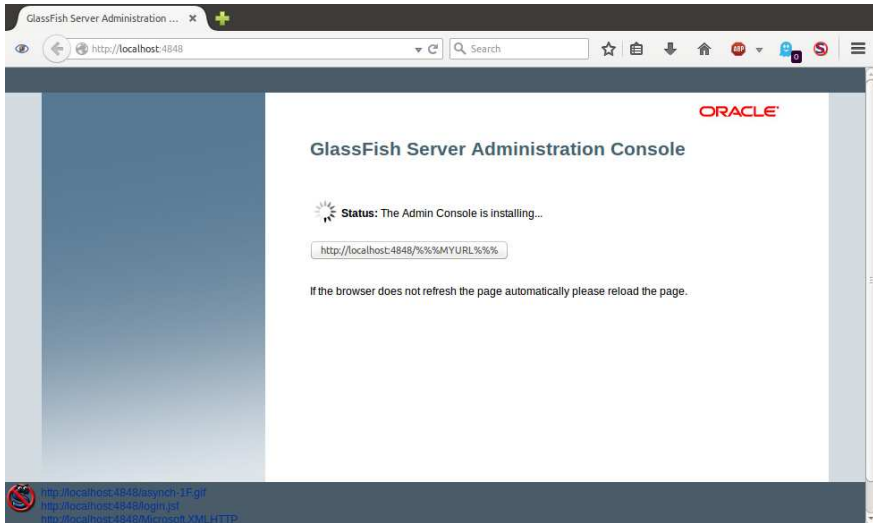 GlassFish Server Administration ...
http://localhost:4848
Search
ABP
0
S
ORACLE
GlassFish Server Administration Console
Status: The Admin Console is installing...
http://localhost:4848/%%%MYURL%%%
If the browser does not refresh the page automatically please reload the page.
http://localhost:4848/asynch-1F.gif
http://localhost:4848/login.jsf
http://localhost:4848/Microsoft.XMLHTTP